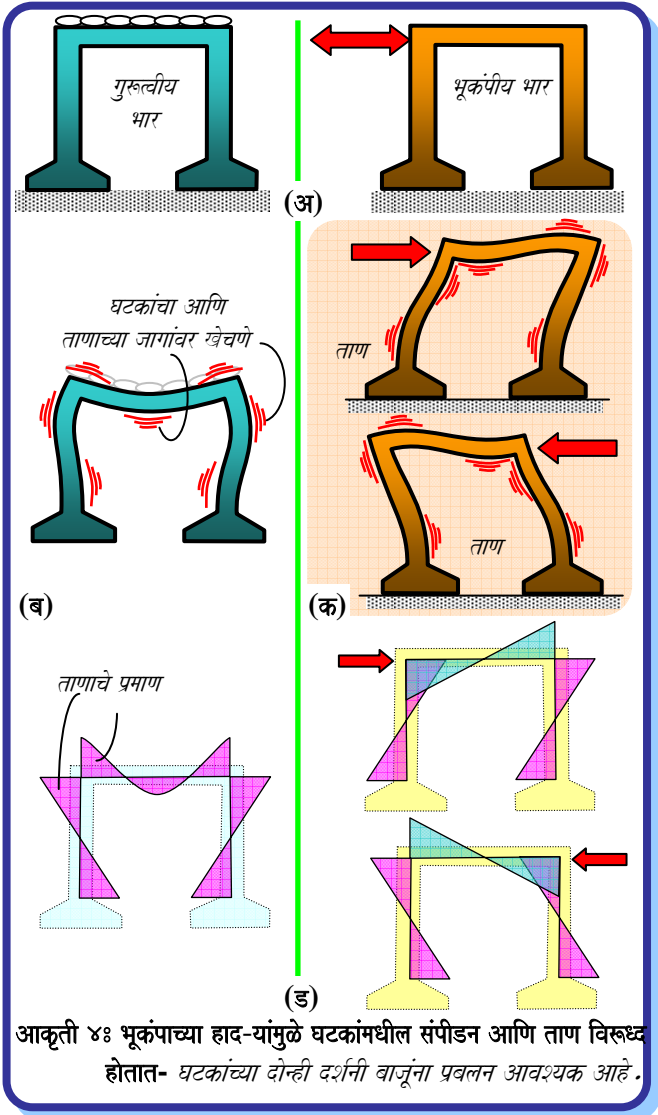 गुरूत्वीय
भार
भूकंपीय भार
(अ)
घटकांचा आणि
ताणाच्या जागांवर खेचणे
ताण
ताण
(ब)
(क)
ताणाचे प्रमाण
(ड)
आकृती ४ः भूकंपाच्या हाद-यांमुळे घटकांमधील संपीडन आणि ताण विरूध्द
होतात- घटकांच्या दोन्ही दर्शनी बाजूंना प्रबलन आवश्यक आहे.